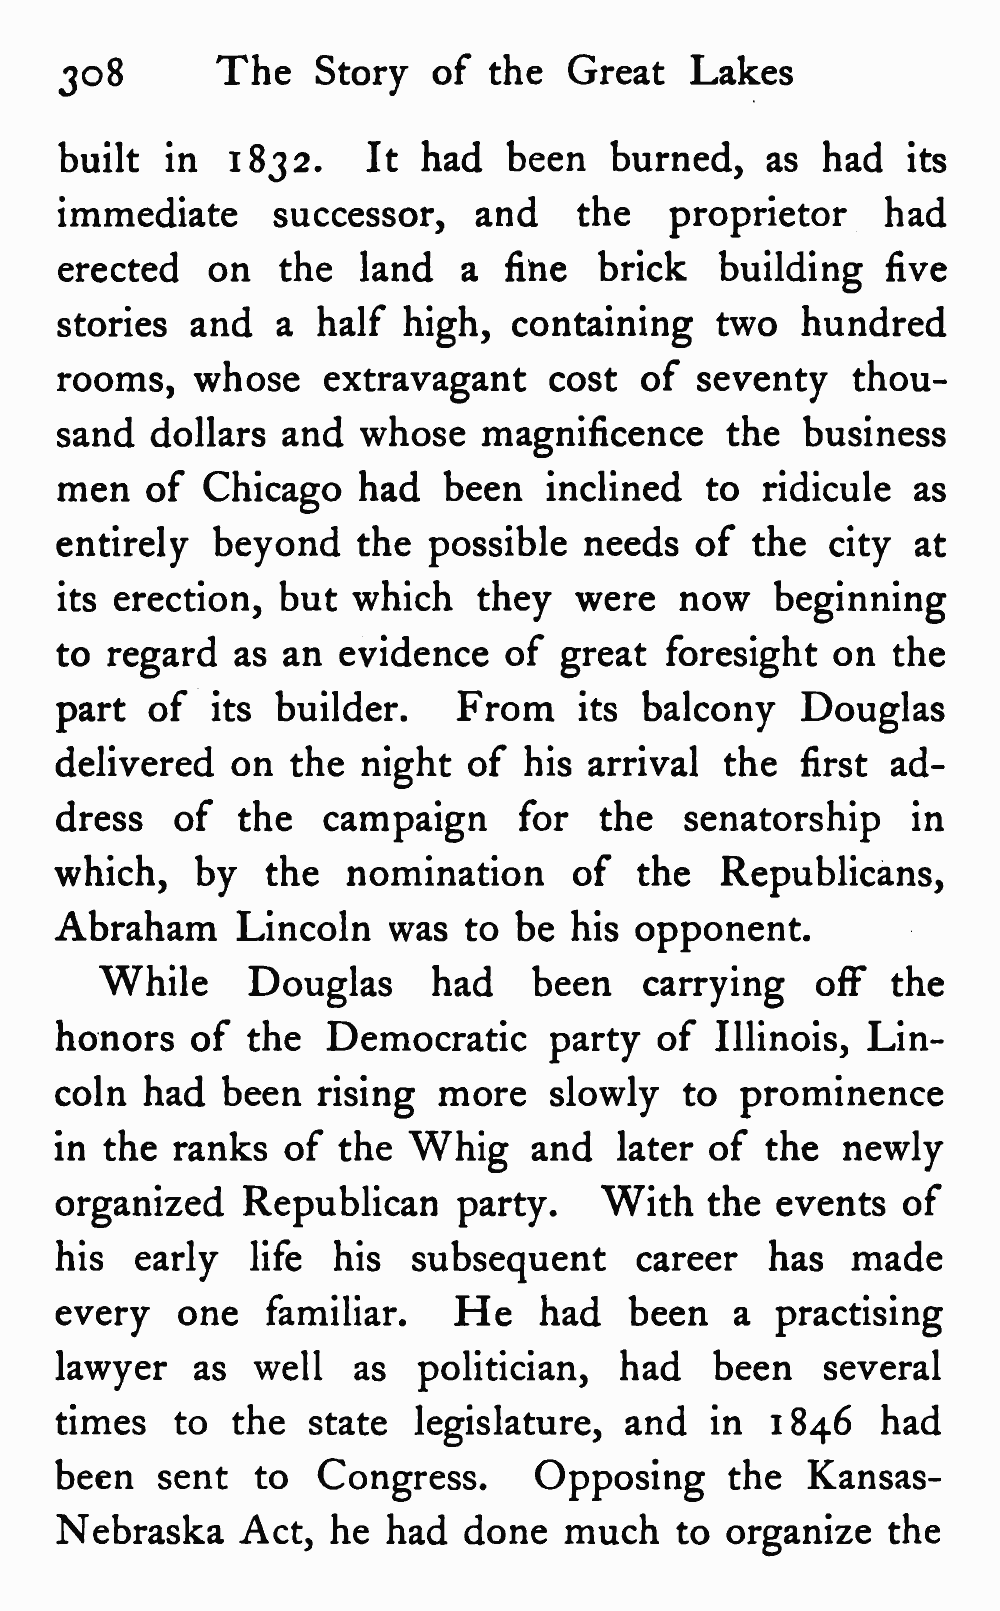 308 The Story of the Great Lakes
built in 1832. It had been burned, as had its
immediate successor, and the proprietor had
erected on the land a fine brick building five
stories and a half high, containing two hundred
rooms, whose extravagant cost of seventy thou-
sand dollars and whose magnificence the business
men of Chicago had been inclined to ridicule as
entirely beyond the possible needs of the city at
its erection, but which they were now beginning
to regard as an evidence of great foresight on the
part of its builder. From its balcony Douglas
delivered on the night of his arrival the first ad-
dress of the campaign for the senatorship in
which, by the nomination of the Republicans,
Abraham Lincoln was to be his opponent.
While Douglas had been carrying off the
honors of the Democratic party of Illinois, Lin-
coln had been rising more slowly to prominence
in the ranks of the Whig and later of the newly
organized Republican party. With the events of
his early life his subsequent career has made
every one familiar. He had been a practising
lawyer as well as politician, had been several
times to the state legislature, and in 1846 had
been sent to Congress. Opposing the Kansas-
Nebraska Act, he had done much to organize the